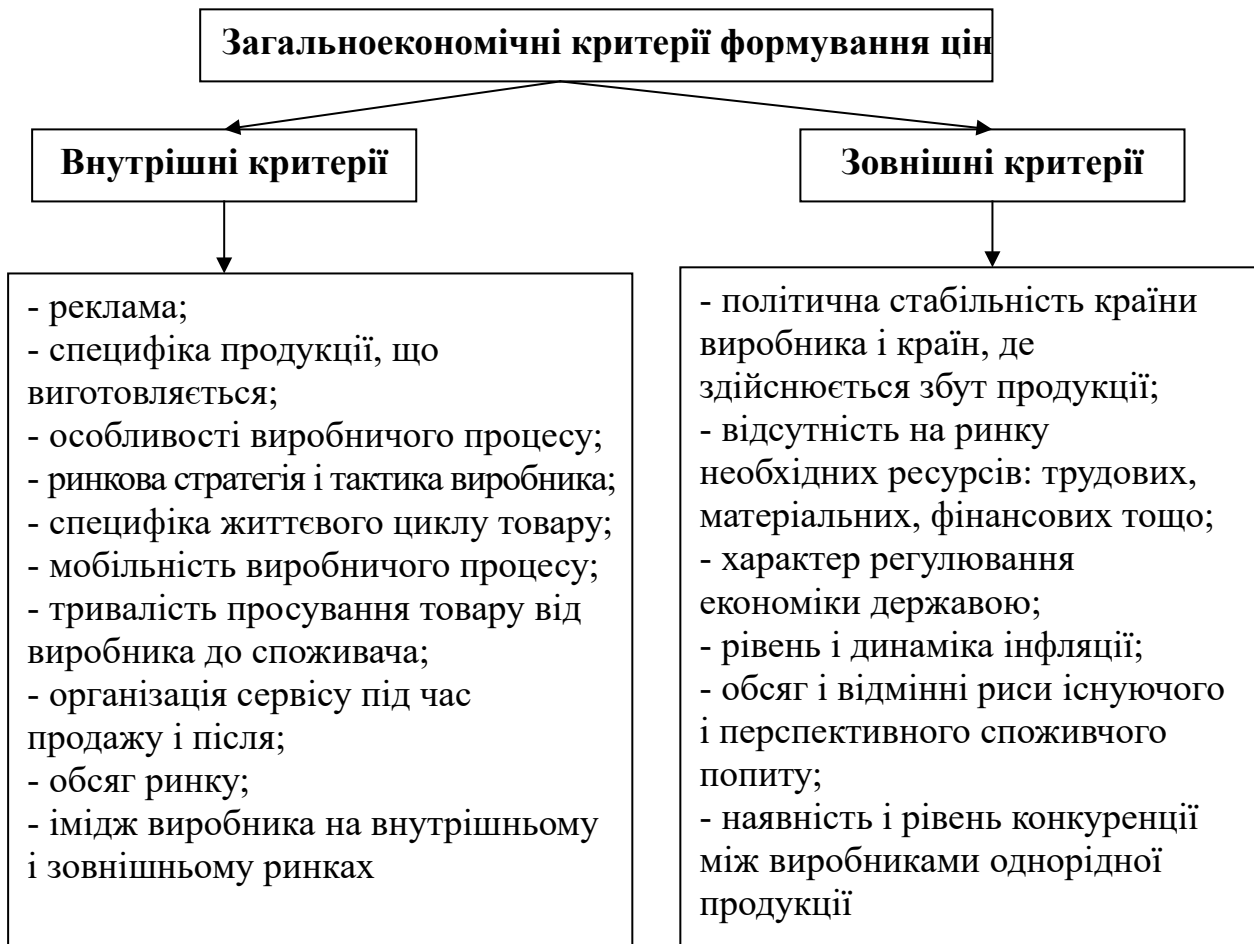 Загальноекономічні критерії формування цін
Внутрішні критерії
Зовнішні критерії
- реклама;
- специфіка продукції, що
виготовляється;
- особливості виробничого процесу;
- ринкова стратегія і тактика виробника;
- специфіка життєвого циклу товару;
- мобільність виробничого процесу;
- тривалість просування товару від
виробника до споживача;
- організація сервісу під час
продажу і після;
- обсяг ринку;
- імідж виробника на внутрішньому
і зовнішньому ринках
- політична стабільність країни
виробника і країн, де
здійснюється збут продукції;
- відсутність на ринку
необхідних ресурсів: трудових,
матеріальних, фінансових тощо;
- характер регулювання
економіки державою;
- рівень і динаміка інфляції;
- обсяг і відмінні риси існуючого
і перспективного споживчого
попиту;
- наявність і рівень конкуренції
між виробниками однорідної
продукції